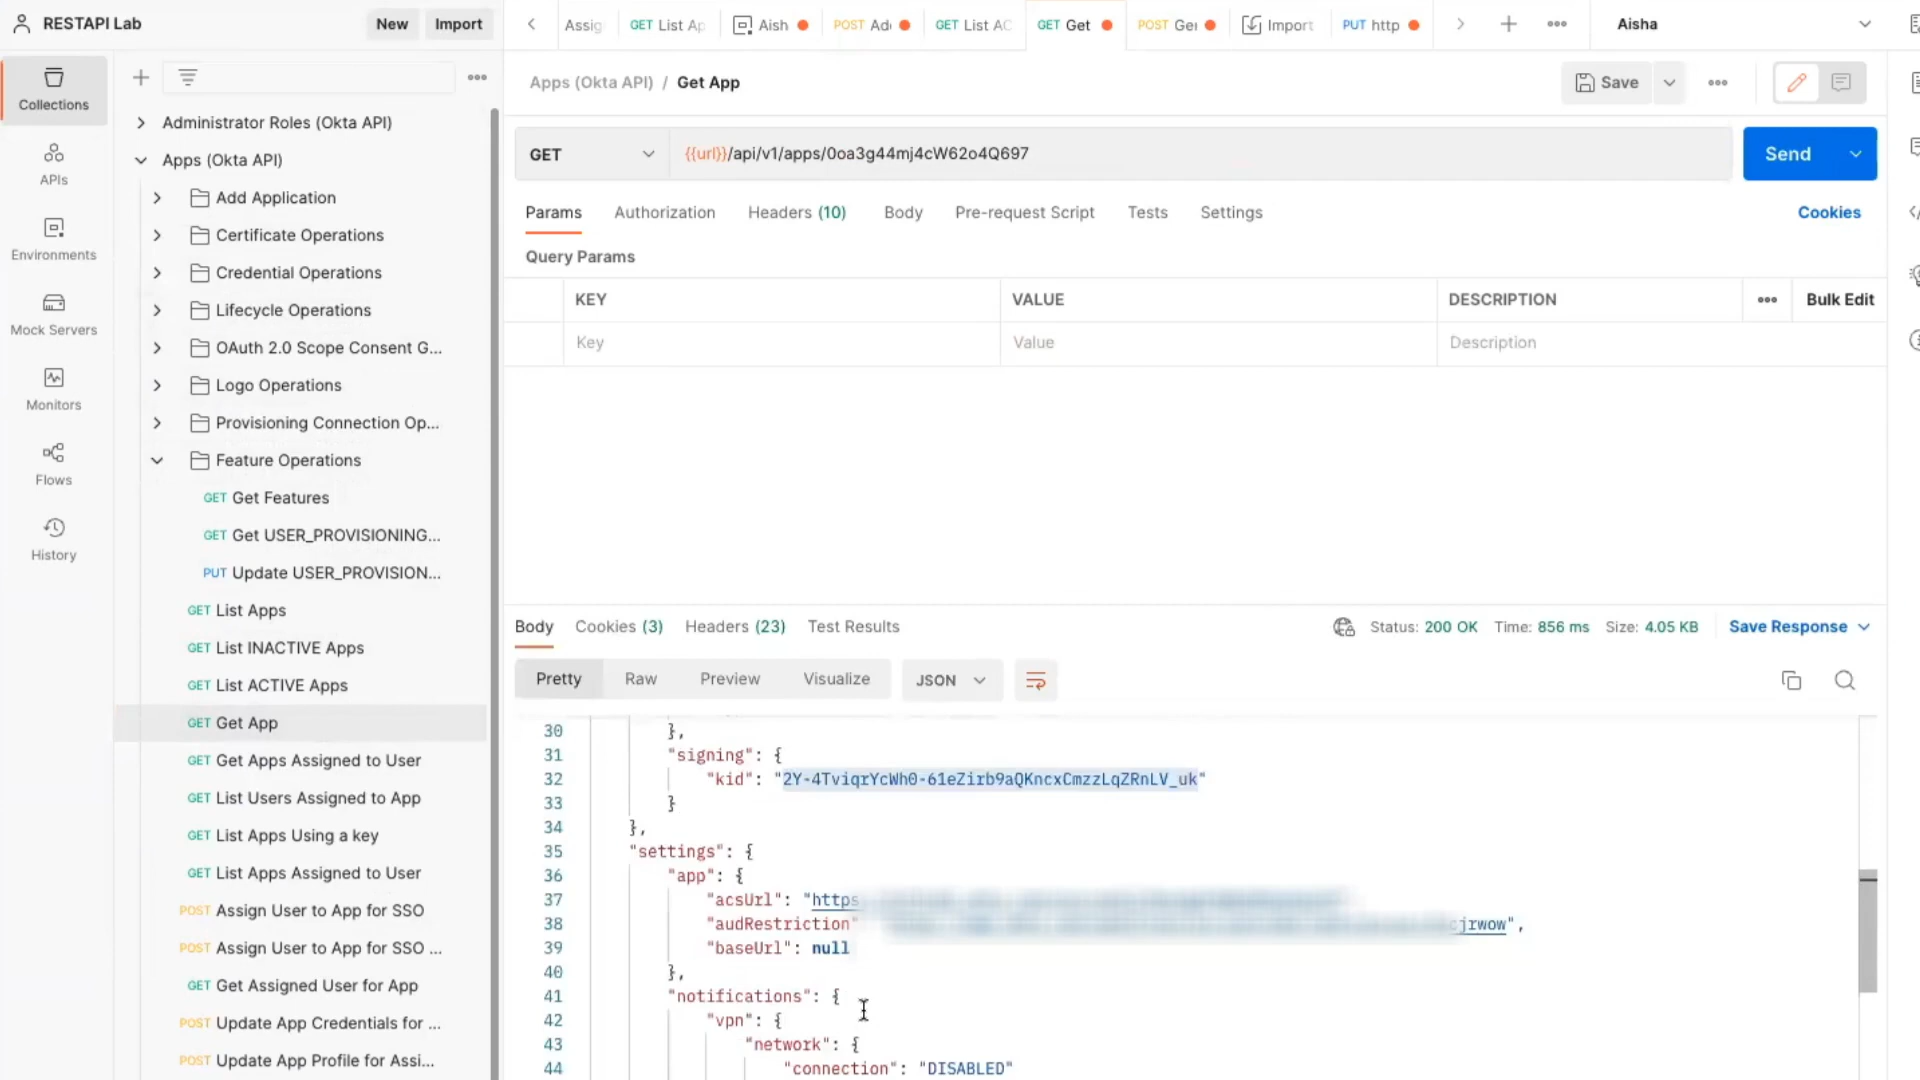 RESTAPI Lab
New
Import
Assig
GET List Ap
Aish
POST Add
GET List AC
GET Get
POST Ger
Import
PUT http
Aisha
Collections
APIs
Environments
Mock Servers
Monitors
Flows
History
Administrator Roles (Okta API)
Apps (Okta API)
Add Application
Certificate Operations
Credential Operations
Lifecycle Operations
OAuth 2.0 Scope Consent G...
Logo Operations
Provisioning Connection Op...
Feature Operations
GET Get Features
GET Get USER_PROVISIONING...
PUT Update USER_PROVISION...
GET List Apps
GET List INACTIVE Apps
GET List ACTIVE Apps
GET Get App
GET Get Apps Assigned to User
GET List Users Assigned to App
GET List Apps Using a key
GET List Apps Assigned to User
POST Assign User to App for SSO
POST Assign User to App for SSO ...
GET Get Assigned User for App
POST Update App Credentials for ...
POST Update App Profile for Assi...
Apps (Okta API) / Get App
Save
GET
{{url}}/api/v1/apps/0oa3g44mj4cW62o4Q697
Send
Params
Authorization
Headers (10)
Body
Pre-request Script
Tests
Settings
Cookies
Query Params
KEY
VALUE
DESCRIPTION
Bulk Edit
Key
Value
Description
Body
Cookies (3)
Headers (23)
Test Results
Status: 200 OK
Time: 856 ms
Size: 4.05 KB
Save Response
Pretty
Raw
Preview
Visualize
JSON
30 },
31 "signing": {
32 "kid": "2Y-4TviqrYcWh0-61eZirb9aQKncxCmzzLqZRnLV_uk"
33 }
34 },
35 "settings": {
36 "app": {
37 "acsUrl": "https
38 "audRestriction" cjrwow",
39 "baseUrl": null
40 },
41 "notifications": {
42 "vpn": {
43 "network": {
44 "connection": "DISABLED"